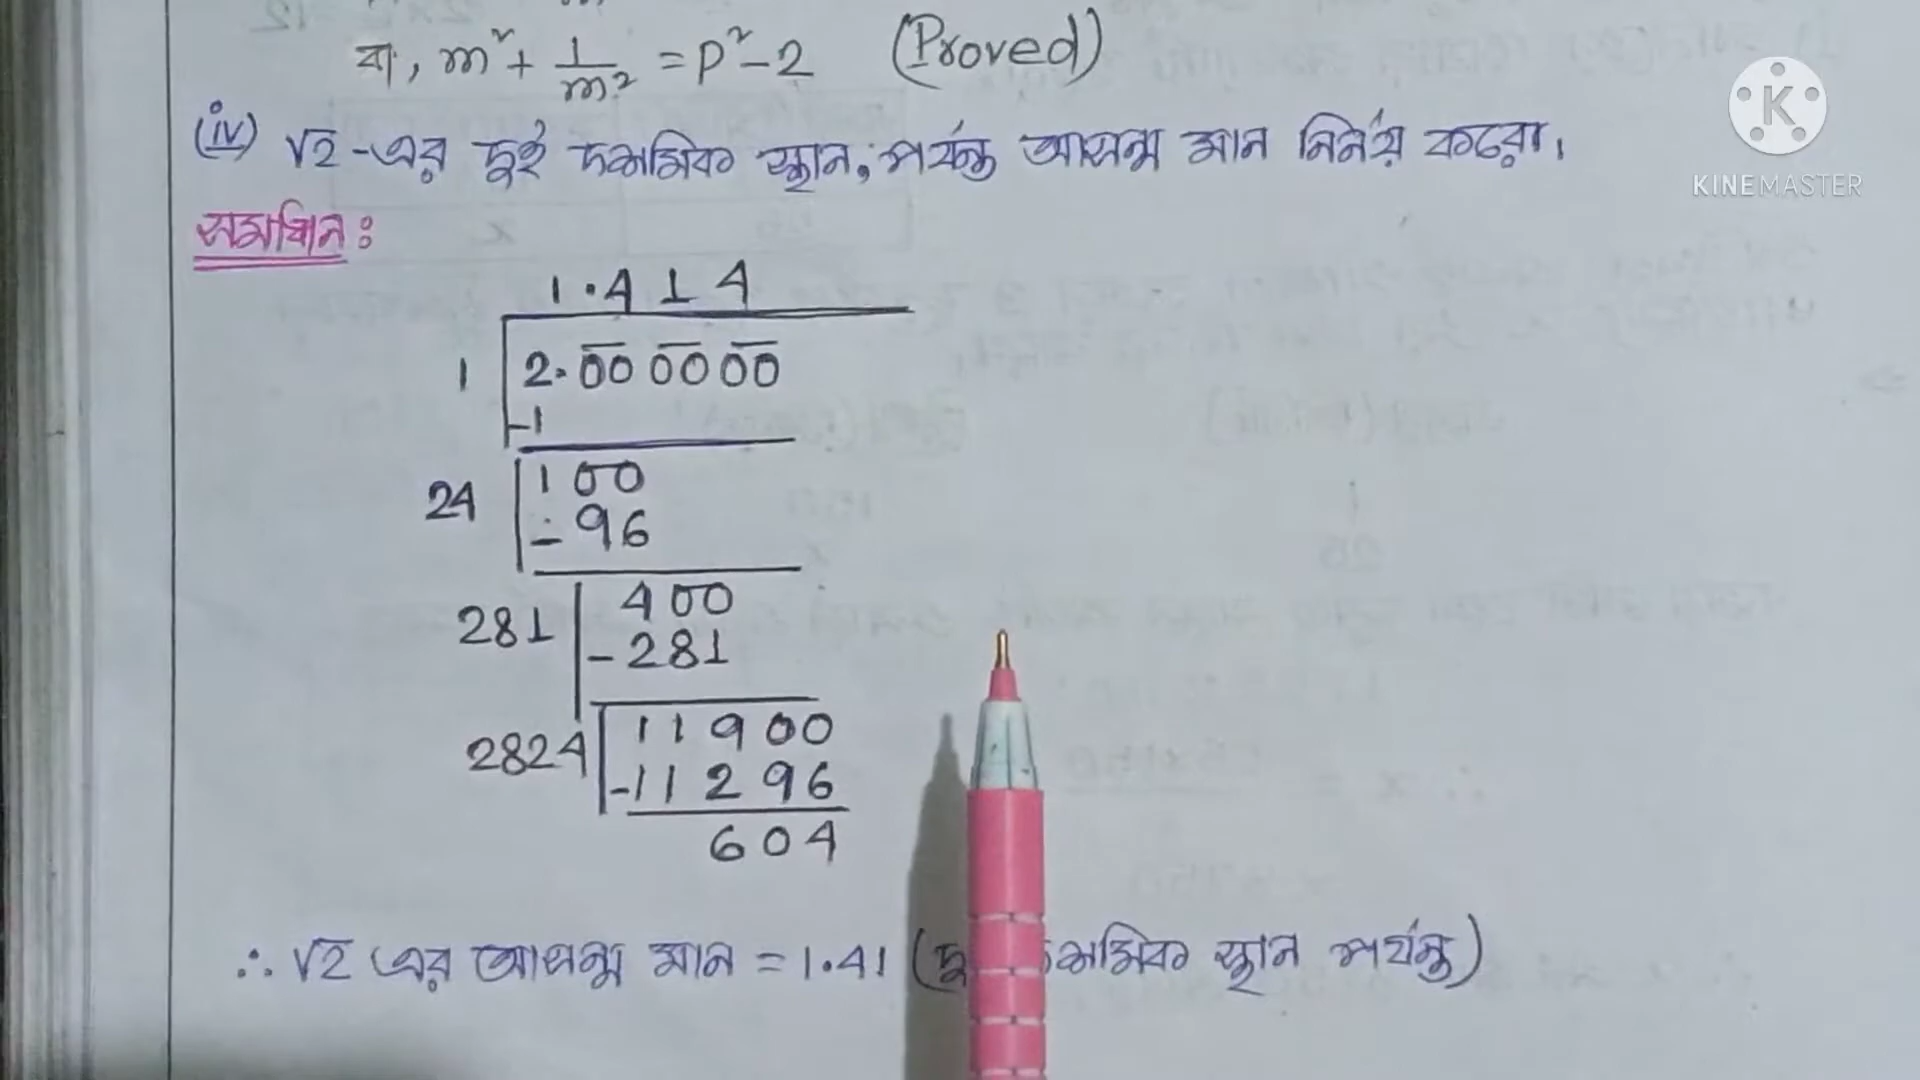 বা, m² + 1/m² = p² - 2 (Proved)
(iv) √2 - এর দুই দশমিক স্থান, পর্যন্ত আসন্ন মান নির্ণয় করো।
সমাধান :
1.414
1 2.00 00 00
-1
24 100
- 96
281 400
- 281
2824 11900
-11296
604
∴ √2 এর আসন্ন মান = 1.41 ( দশমিক স্থান পর্যন্ত)
K
KINEMASTER